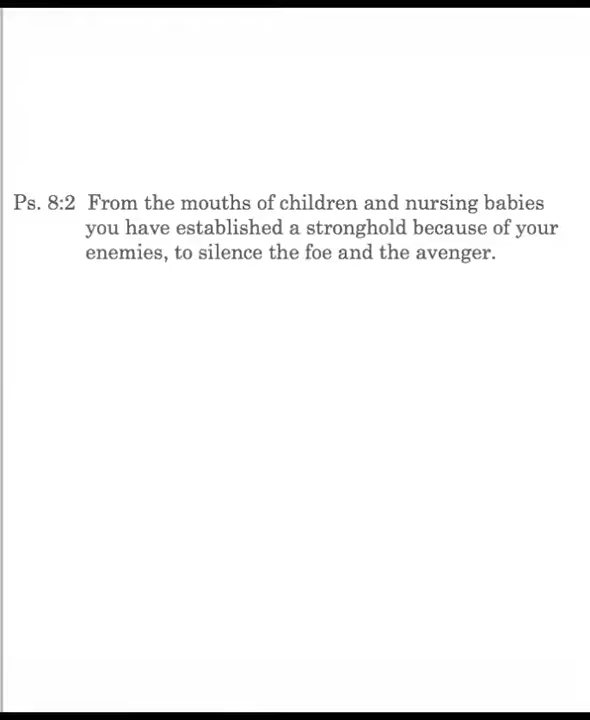 Ps. 8:2 From the mouths of children and nursing babies
you have established a stronghold because of your
enemies, to silence the foe and the avenger.